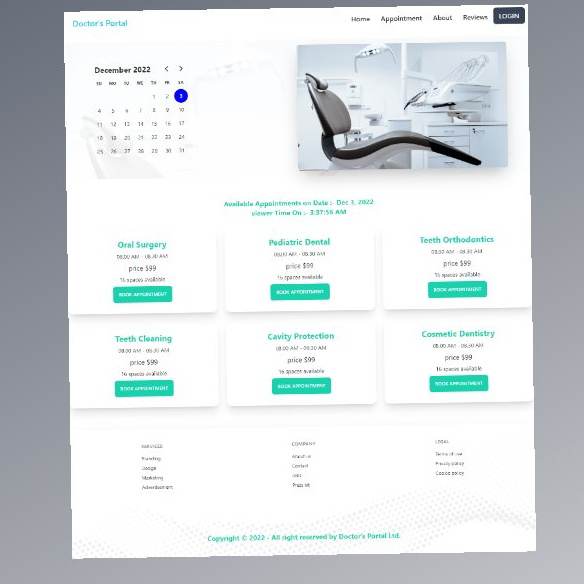 Doctor's Portal
Home Appointment About Reviews LOGIN
December 2022 < >
SU MO TU WE TH FR SA
1 2 3
4 5 6 7 8 9 10
11 12 13 14 15 16 17
18 19 20 21 22 23 24
25 26 27 28 29 30 31
Available Appointments on Date :- Dec 3, 2022
viewer Time On :- 3:37:56 AM
Oral Surgery
08.00 AM - 08.30 AM
price $99
16 spaces available
BOOK APPOINTMENT
Pediatric Dental
08.00 AM - 08.30 AM
price $99
16 spaces available
BOOK APPOINTMENT
Teeth Orthodontics
08.00 AM - 08.30 AM
price $99
16 spaces available
BOOK APPOINTMENT
Teeth Cleaning
08.00 AM - 08.30 AM
price $99
16 spaces available
BOOK APPOINTMENT
Cavity Protection
08.00 AM - 08.30 AM
price $99
16 spaces available
BOOK APPOINTMENT
Cosmetic Dentistry
08.00 AM - 08.30 AM
price $99
16 spaces available
BOOK APPOINTMENT
SERVICES
Branding
Design
Marketing
Advertisement
COMPANY
About us
Contact
Jobs
Press kit
LEGAL
Terms of use
Privacy policy
Cookie policy
Copyright © 2022 - All right reserved by Doctor's Portal Ltd.